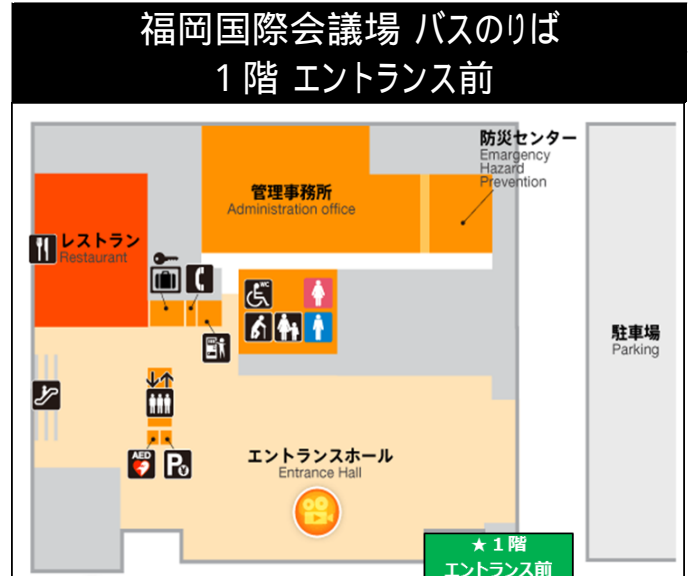 福岡国際会議場 バスのりば
1階 エントランス前
防災センター
Emargency
Hazard
Prevention
管理事務所
Administration office
レストラン
Restaurant
WC
駐車場
Parking
AED
P¥
エントランスホール
Entrance Hall
★1階
エントランス前